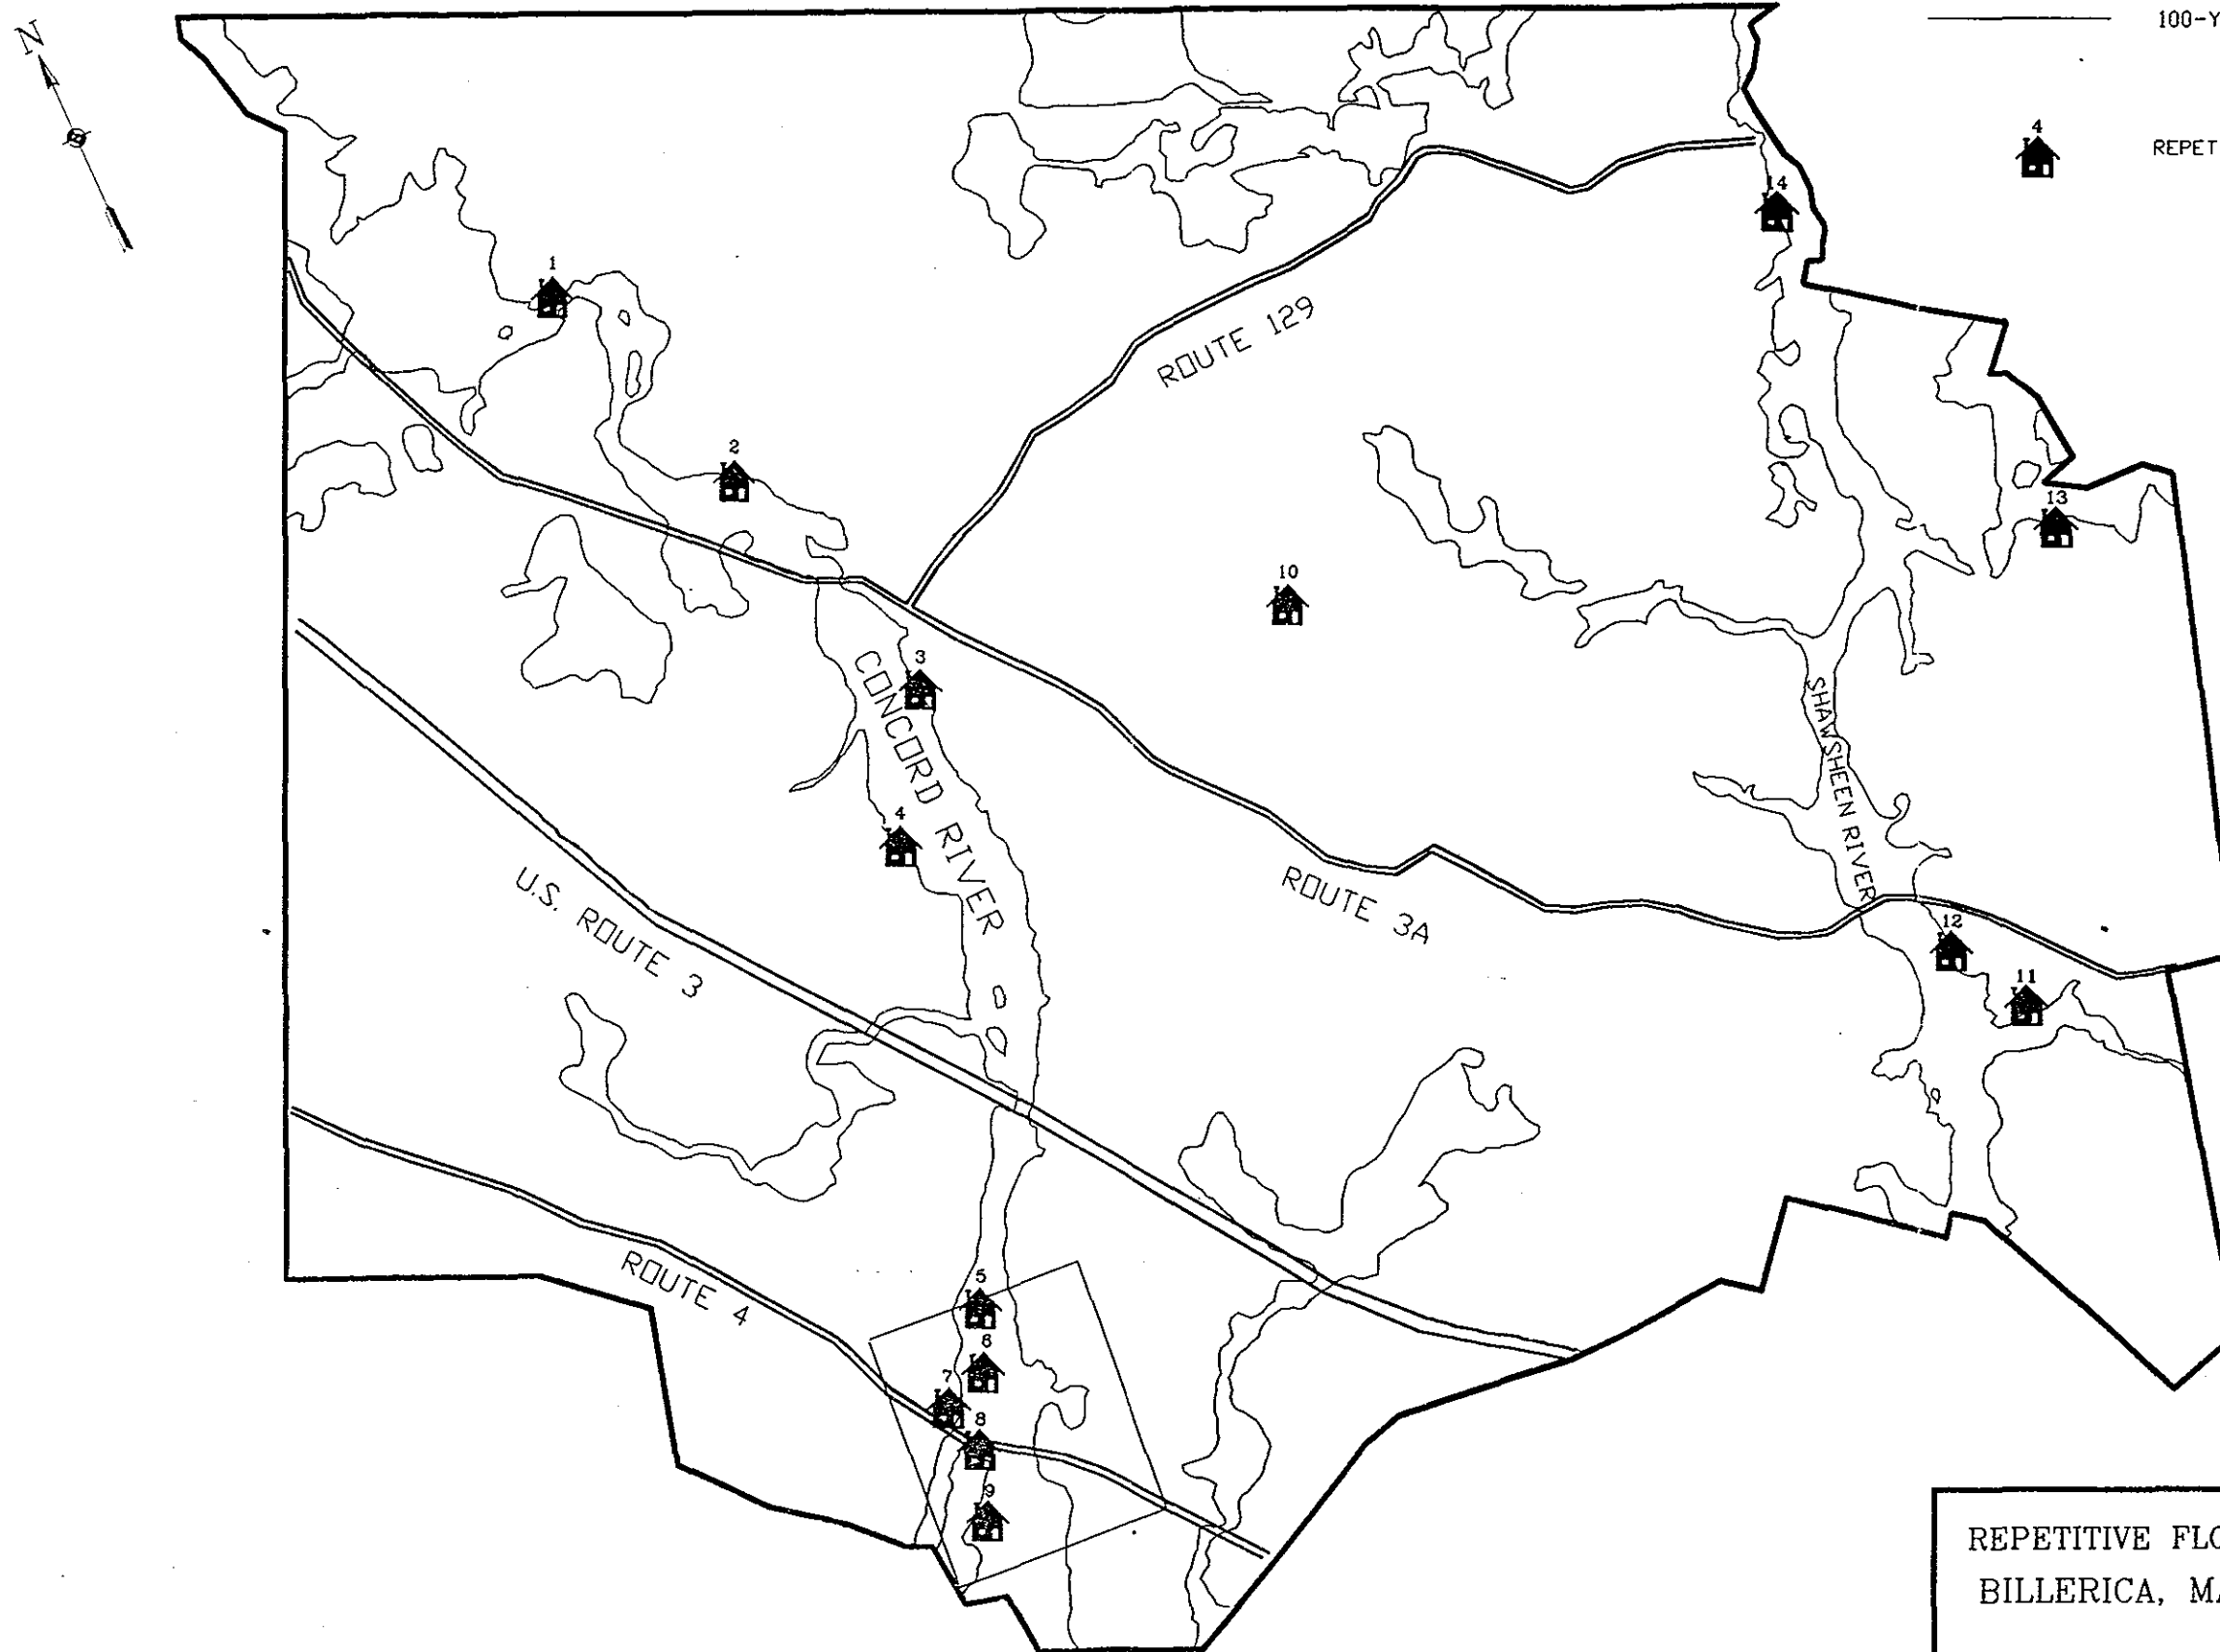 N
100-Y
4
REPET
14
1
ROUTE 129
2
13
10
3
CONCORD RIVER
SHAWSHEEN RIVER
4
U.S. ROUTE 3
ROUTE 3A
12
11
ROUTE 4
5
6
7
8
9
REPETITIVE FLO
BILLERICA, MA